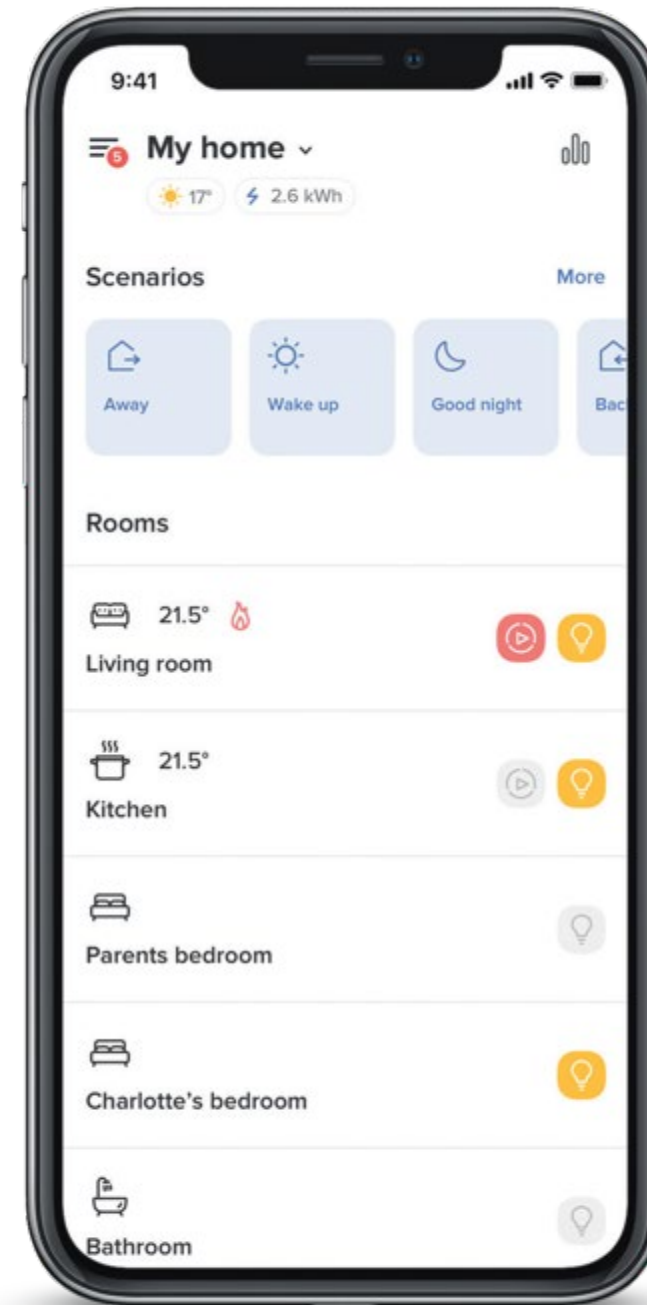 9:41
5
My home
17° 2.6 kWh
Scenarios More
Away Wake up Good night Bac
Rooms
21.5°
Living room
21.5°
Kitchen
Parents bedroom
Charlotte's bedroom
Bathroom